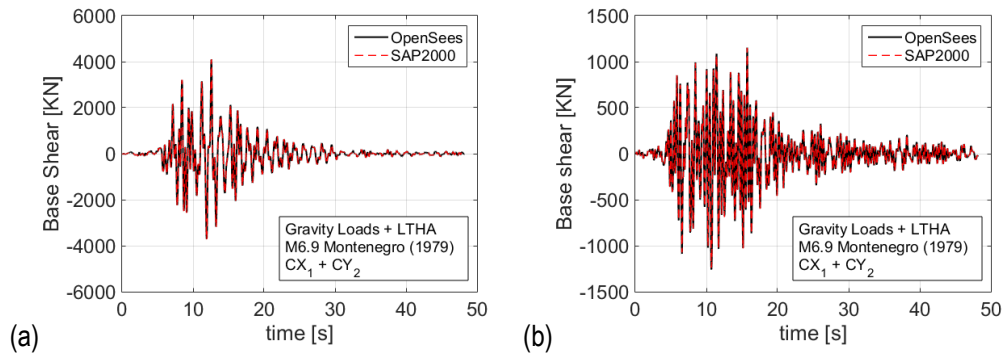 6000
4000
2000
0
-2000
-4000
-6000
Base Shear [KN]
OpenSees
SAP2000
Gravity Loads + LTHA
M6.9 Montenegro (1979)
CX₁ + CY₂
0 10 20 30 40 50
time [s]
(a)
1500
1000
500
0
-500
-1000
-1500
Base shear [KN]
OpenSees
SAP2000
Gravity Loads + LTHA
M6.9 Montenegro (1979)
CX₁ + CY₂
0 10 20 30 40 50
time [s]
(b)